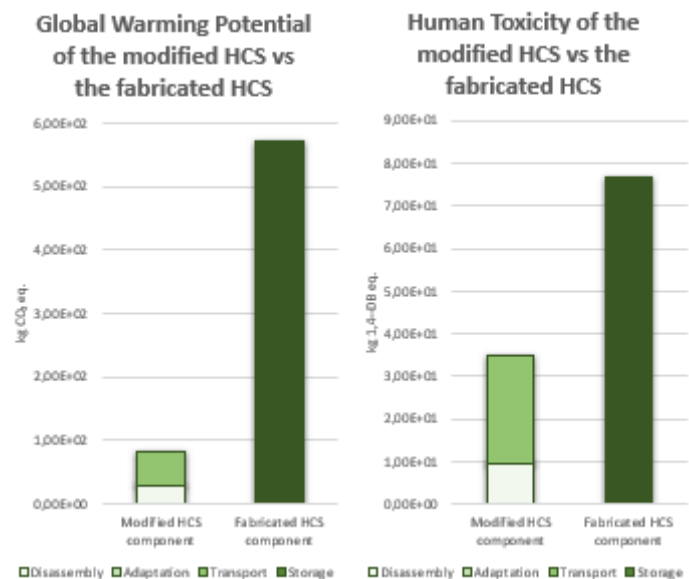 Global Warming Potential
of the modified HCS vs
the fabricated HCS
6,00E+02
5,00E+02
4,00E+02
3,00E+02
2,00E+02
1,00E+02
0,00E+00
kg CO₂ eq.
Modified HCS
component
Fabricated HCS
component
Disassembly Adaptation Transport Storage
Human Toxicity of the
modified HCS vs the
fabricated HCS
9,00E+01
8,00E+01
7,00E+01
6,00E+01
5,00E+01
4,00E+01
3,00E+01
2,00E+01
1,00E+01
0,00E+00
kg 1,4-DB eq.
Modified HCS
component
Fabricated HCS
component
Disassembly Adaptation Transport Storage